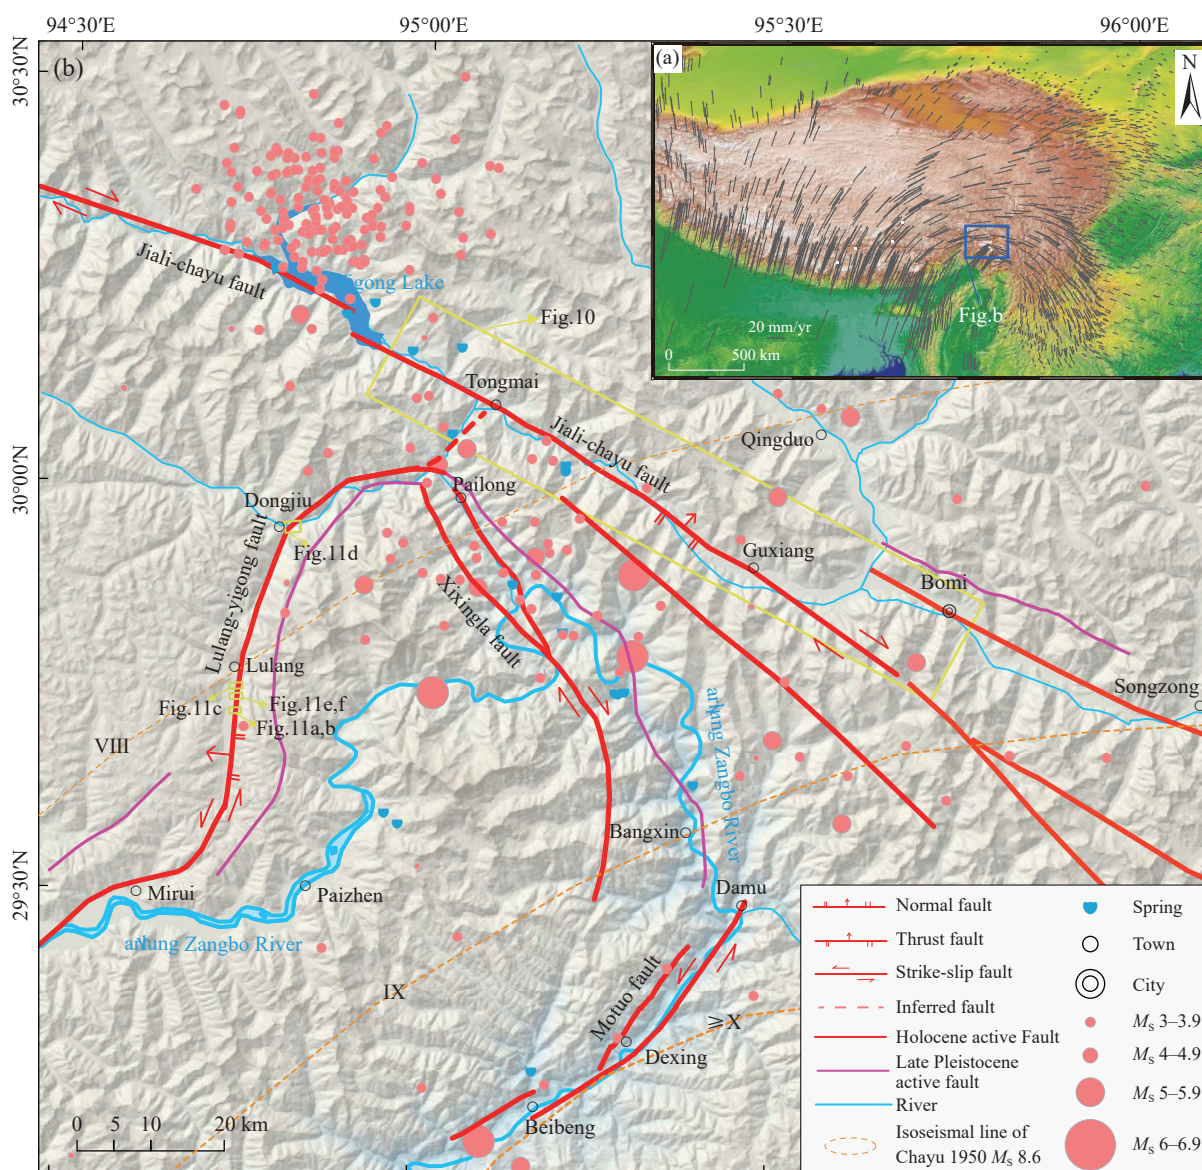 94°30′E
95°00′E
95°5′E
96°00′E
30°30′N
30°00′N
29°30′N
(b)
(a)
N
20 mm/yr
0
500 km
Fig.b
Jiali-chayu fault
igong Lake
Fig.10
Tongmai
Jiali-chayu fault
Qingduo
Pailong
Dongjiu
Fig.11d
Guxiang
Bomi
Lulang-yigong fault
Xixingla fault
Lulang
Fig.11c
Fig.11e,f
Fig.11a,b
Songzong
VIII
Zangbo River
Bangxin
Mirui
Paizhen
Damu
Zangbo River
IX
Motuo fault
⩾X
Dexing
Beibeng
0 5 10 20 km
Normal fault
Thrust fault
Strike-slip fault
Inferred fault
Holocene active Fault
Late Pleistocene
active fault
River
Isoseismal line of
Chayu 1950 Ms 8.6
Spring
Town
City
Ms 3–3.9
Ms 4–4.9
Ms 5–5.9
Ms 6–6.9